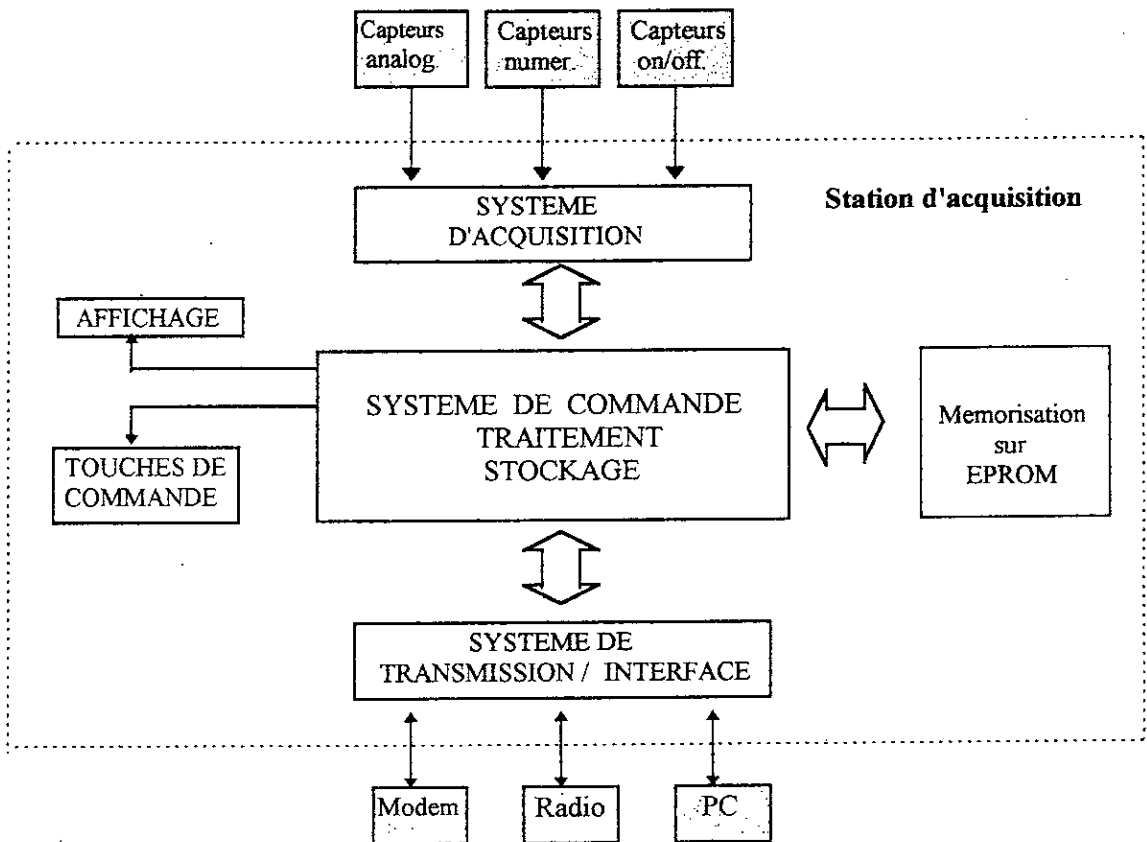 Capteurs
analog.
Capteurs
numer.
Capteurs
on/off.
SYSTEME
D'ACQUISITION
Station d'acquisition
AFFICHAGE
SYSTEME DE COMMANDE
TRAITEMENT
STOCKAGE
Memorisation
sur
EPROM
TOUCHES DE
COMMANDE
SYSTEME DE
TRANSMISSION / INTERFACE
Modem
Radio
PC